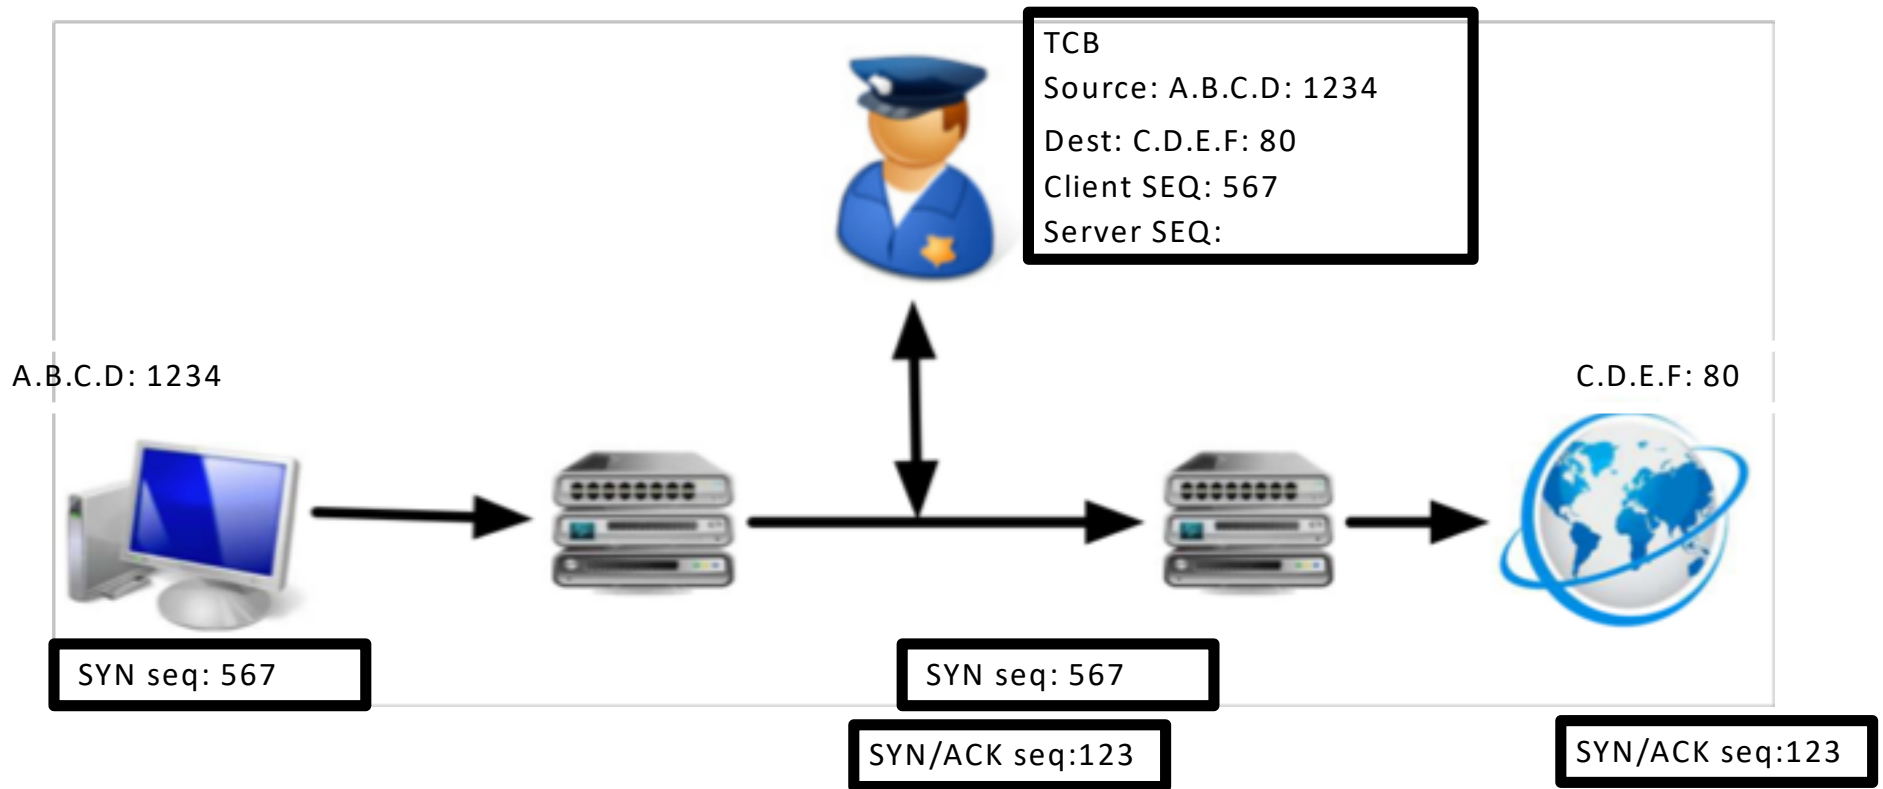 TCB
Source: A.B.C.D: 1234
Dest: C.D.E.F: 80
Client SEQ: 567
Server SEQ:
A.B.C.D: 1234
C.D.E.F: 80
SYN seq: 567
SYN seq: 567
SYN/ACK seq:123
SYN/ACK seq:123